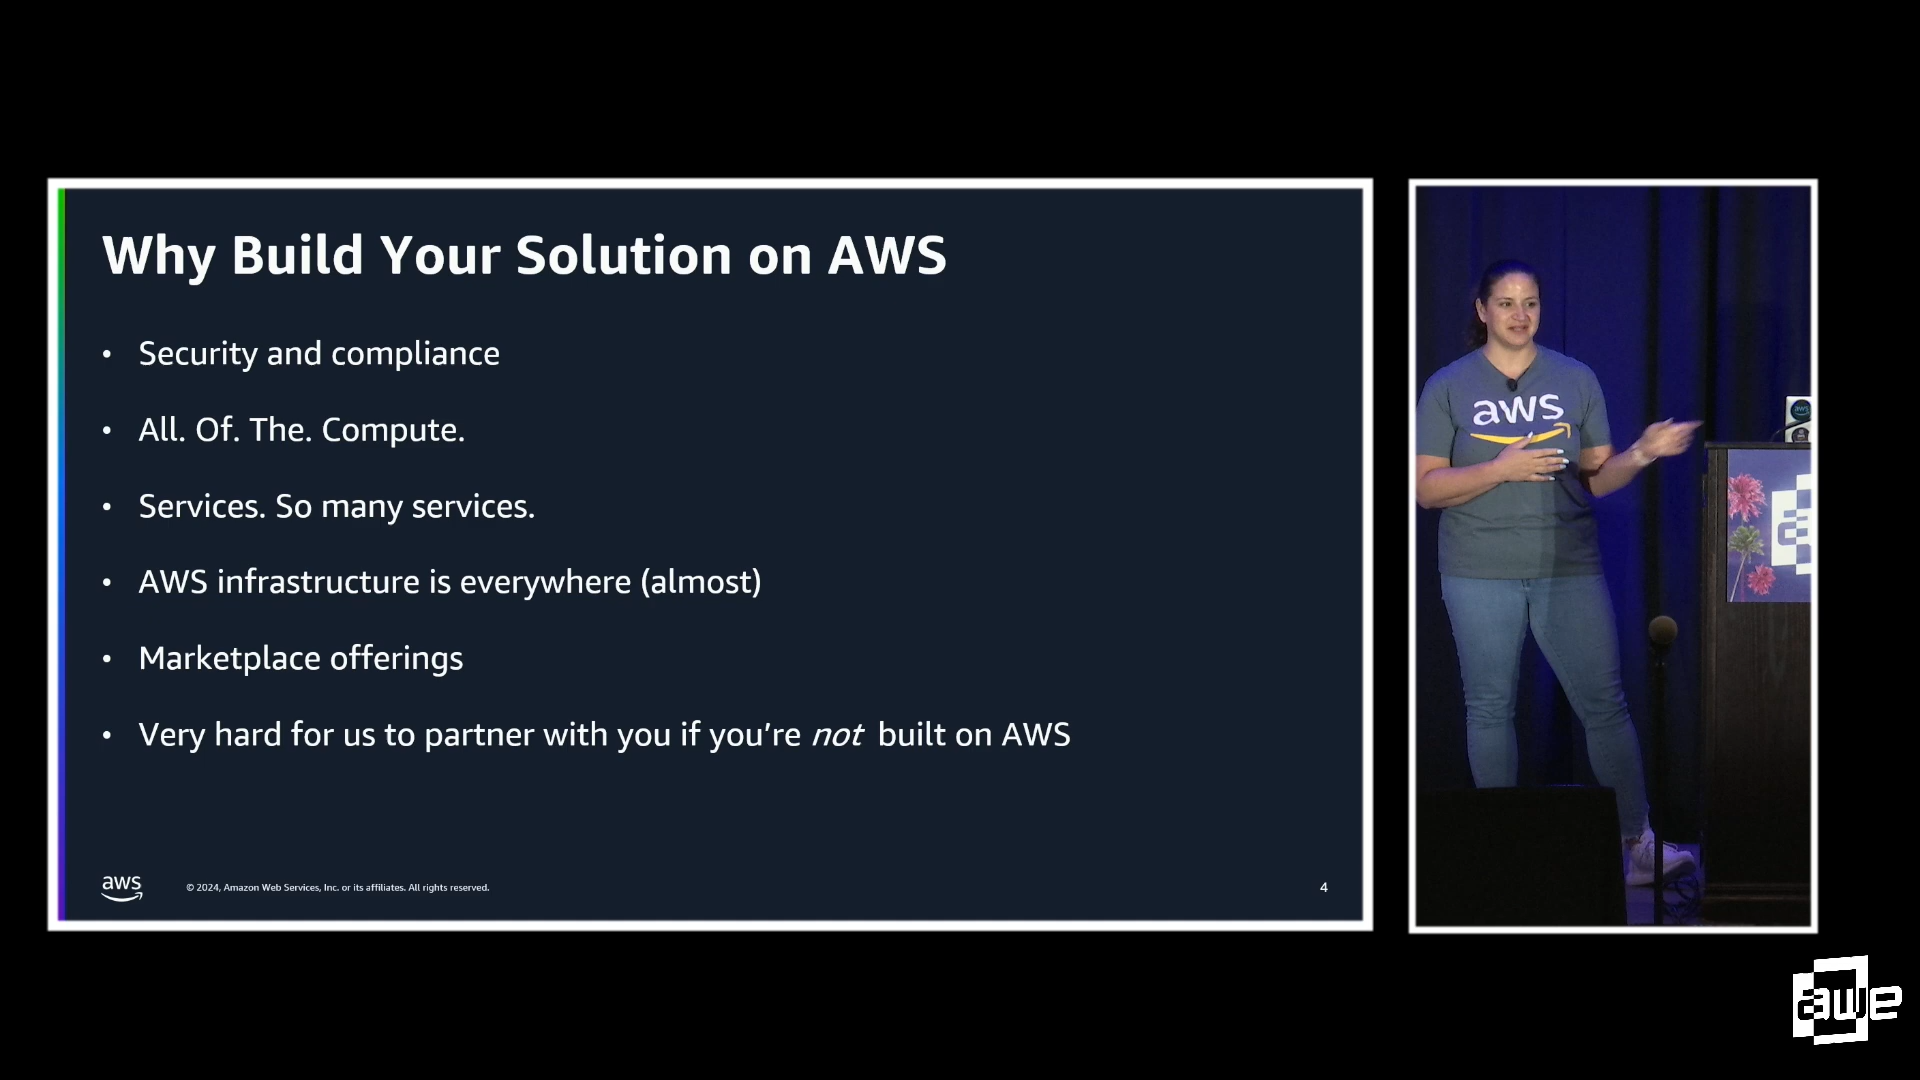 Why Build Your Solution on AWS
• Security and compliance
• All. Of. The. Compute.
• Services. So many services.
• AWS infrastructure is everywhere (almost)
• Marketplace offerings
• Very hard for us to partner with you if you’re not built on AWS
aws
© 2024, Amazon Web Services, Inc. or its affiliates. All rights reserved.
4
aws
aws
awe